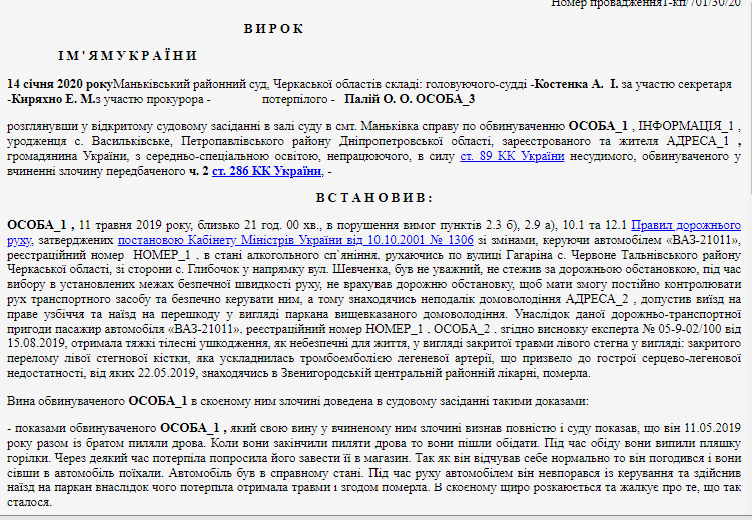 Номер провадження1-кп/701/30/20
В И Р О К
І М ' Я М У К Р А Ї Н И
14 січня 2020 рокуМаньківський районний суд, Черкаської областів складі: головуючого-судді -Костенка А. І. за участю секретаря
-Киряхно Е. М.з участю прокурора - потерпілого - Палій О. О. ОСОБА_3
розглянувши у відкритому судовому засіданні в залі суду в смт. Маньківка справу по обвинуваченню ОСОБА_1 , ІНФОРМАЦІЯ_1 ,
уродженця с. Васильківське, Петропавлівського району Дніпропетровської області, зареєстрованого та жителя АДРЕСА_1 ,
громадянина України, з середньо-спеціальною освітою, непрацюючого, в силу ст. 89 КК України несудимого, обвинуваченого у
вчиненні злочину передбаченого ч. 2 ст. 286 КК України, -
В С Т А Н О В И В :
ОСОБА_1 , 11 травня 2019 року, близько 21 год. 00 хв., в порушення вимог пунктів 2.3 б), 2.9 а), 10.1 та 12.1 Правил дорожнього
руху, затверджених постановою Кабінету Міністрів України від 10.10.2001 № 1306 зі змінами, керуючи автомобілем «ВАЗ-21011»,
реєстраційний номер НОМЕР_1 , в стані алкогольного сп`яніння, рухаючись по вулиці Гагаріна с. Червоне Тальнівського району
Черкаської області, зі сторони с. Глибочок у напрямку вул. Шевченка, був не уважний, не стежив за дорожньою обстановкою, під час
вибору в установлених межах безпечної швидкості руху, не врахував дорожню обстановку, щоб мати змогу постійно контролювати
рух транспортного засобу та безпечно керувати ним, а тому знаходячись неподалік домоволодіння АДРЕСА_2 , допустив виїзд на
праве узбіччя та наїзд на перешкоду у вигляді паркана вищевказаного домоволодіння. Унаслідок даної дорожньо-транспортної
пригоди пасажир автомобіля «ВАЗ-21011», реєстраційний номер НОМЕР_1 , ОСОБА_2 , згідно висновку експерта № 05-9-02/100 від
15.08.2019, отримала тяжкі тілесні ушкодження, як небезпечні для життя, у вигляді закритої травми лівого стегна у вигляді: закритого
перелому лівої стегнової кістки, яка ускладнилась тромбоемболією легеневої артерії, що призвело до гострої серцево-легеневої
недостатності, від яких 22.05.2019, знаходячись в Звенигородській центральній районній лікарні, померла.
Вина обвинуваченого ОСОБА_1 в скоєному ним злочині доведена в судовому засіданні такими доказами:
- показами обвинуваченого ОСОБА_1 , який свою вину у вчиненому ним злочині визнав повністю і суду показав, що він 11.05.2019
року разом із братом пиляли дрова. Коли вони закінчили пиляти дрова то вони пішли обідати. Під час обіду вони випили пляшку
горілки. Через деякий час потерпіла попросила його завести її в магазин. Так як він відчував себе нормально то він погодився і вони
сівши в автомобіль поїхали. Автомобіль був в справному стані. Під час руху автомобілем він невпорався із керування та здійснив
наїзд на паркан внаслідок чого потерпіла отримала травми і згодом померла. В скоєному щиро розкаюється та жалкує про те, що так
сталося.